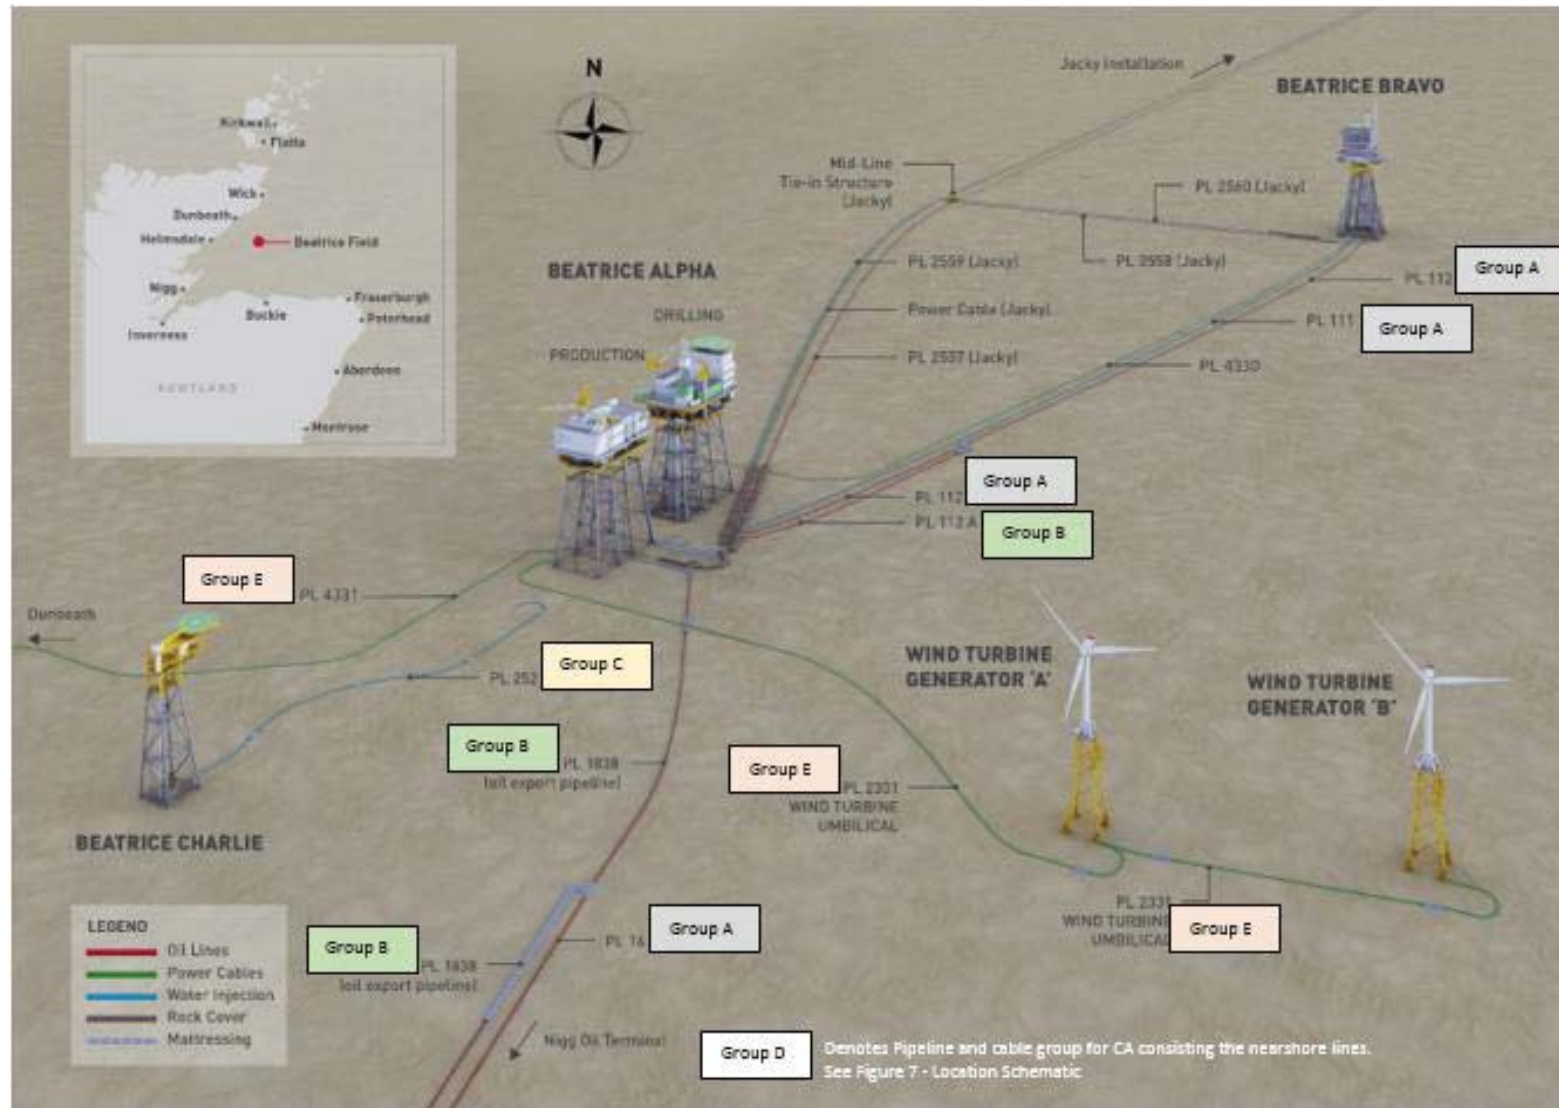 N
Jacky Installation
BEATRICE BRAVO
Kirkwall
Flatta
Wick
Dunbeath
Helmsdale
Beatrice Field
Nigg
Fraserburgh
Buckie
Peterhead
Inverness
Aberdeen
SCOTLAND
Montrose
Mid-Line
Tie-in Structure
(Jacky)
PL 2560 (Jacky)
PL 2559 (Jacky)
PL 2558 (Jacky)
PL 112
Group A
BEATRICE ALPHA
DRILLING
PRODUCTION
Power Cable (Jacky)
PL 111
Group A
PL 2537 (Jacky)
PL 4330
PL 112
Group A
PL 112 A
Group B
Group E
PL 4331
Dunbeath
PL 252
Group C
WIND TURBINE
GENERATOR 'A'
WIND TURBINE
GENERATOR 'B'
Group B
PL 1838
(oil export pipeline)
Group E
PL 2331
WIND TURBINE
UMBILICAL
BEATRICE CHARLIE
PL 2331
WIND TURBINE
UMBILICAL
Group E
LEGEND
Oil Lines
Power Cables
Water Injection
Rock Cover
Mattressing
Group B
PL 1838
(oil export pipeline)
PL 16
Group A
Nigg Oil Terminal
Group D
Denotes Pipeline and cable group for CA consisting the nearshore lines.
See Figure 7 - Location Schematic